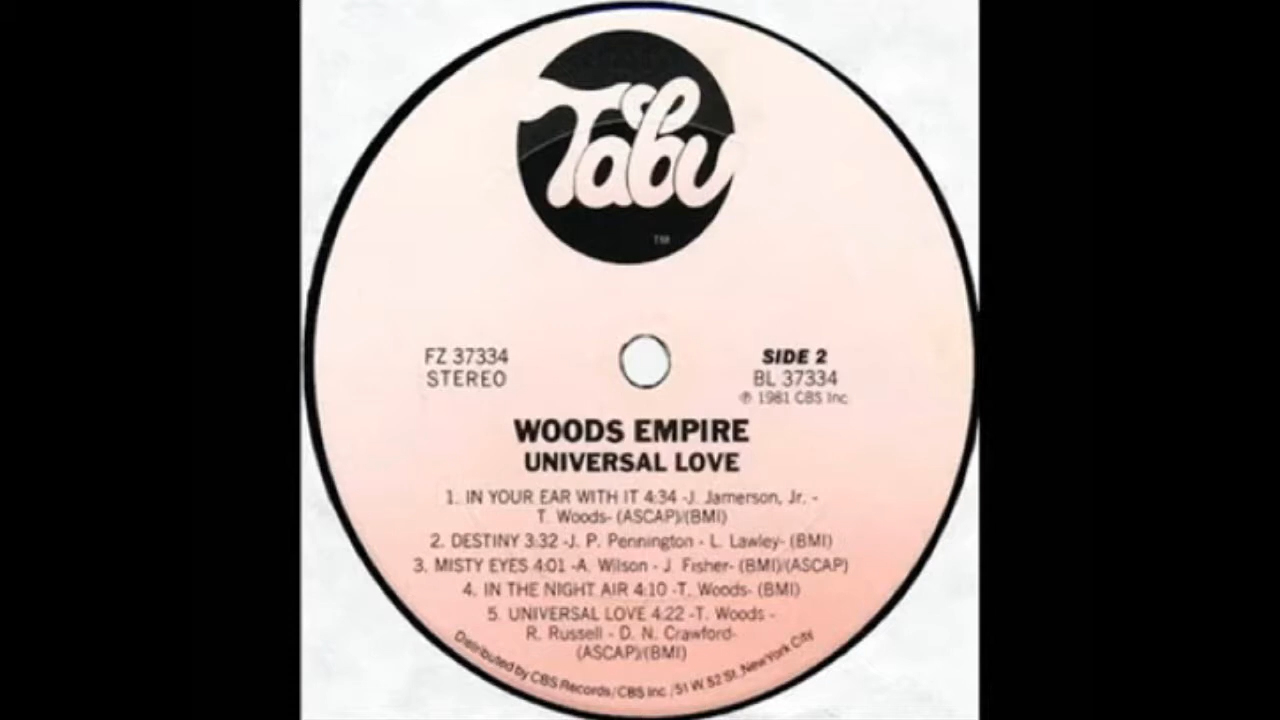 Tabu
TM
FZ 37334
STEREO
SIDE 2
BL 37334
℗ 1981 CBS Inc.
WOODS EMPIRE
UNIVERSAL LOVE
1. IN YOUR EAR WITH IT 4:34 -J. Jamerson, Jr. -
T. Woods- (ASCAP)/(BMI)
2. DESTINY 3:32 -J. P. Pennington - L. Lawley- (BMI)
3. MISTY EYES 4:01 -A. Wilson - J. Fisher- (BMI)/(ASCAP)
4. IN THE NIGHT AIR 4:10 -T. Woods- (BMI)
5. UNIVERSAL LOVE 4:22 -T. Woods -
R. Russell - D. N. Crawford-
(ASCAP)/(BMI)
Distributed by CBS Records/CBS Inc./51 W. 52 St., New York City